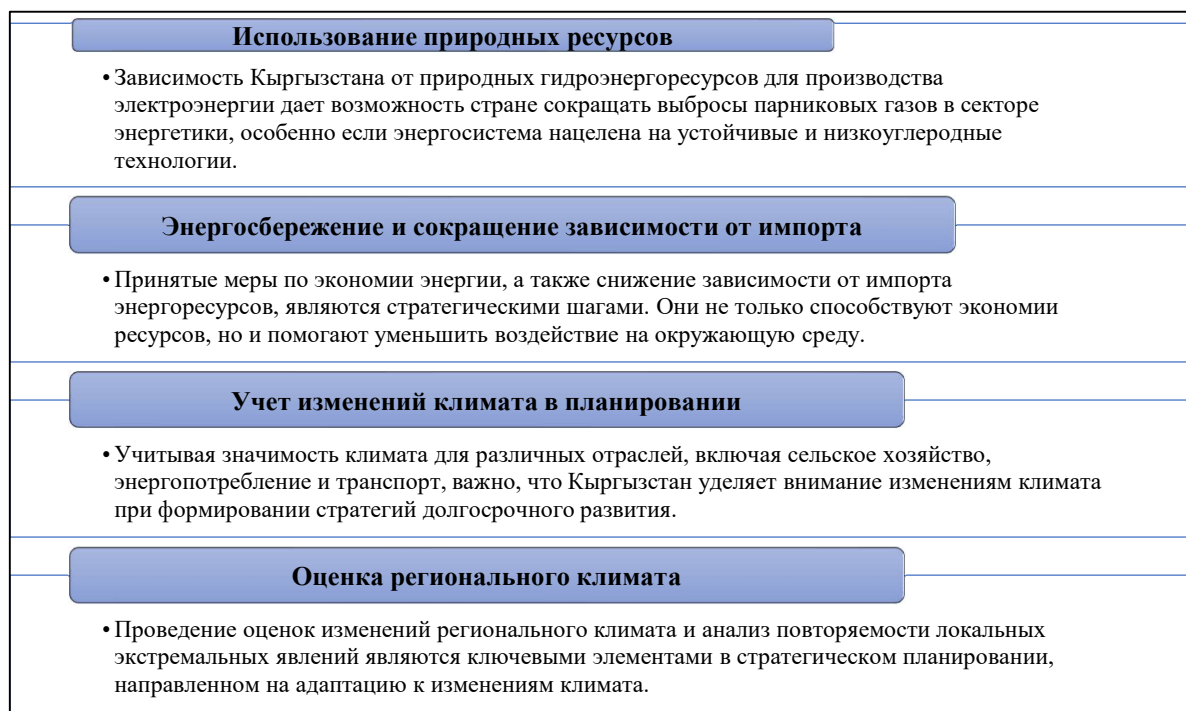 Использование природных ресурсов
• Зависимость Кыргызстана от природных гидроэнергоресурсов для производства
электроэнергии дает возможность стране сокращать выбросы парниковых газов в секторе
энергетики, особенно если энергосистема нацелена на устойчивые и низкоуглеродные
технологии.
Энергосбережение и сокращение зависимости от импорта
• Принятые меры по экономии энергии, а также снижение зависимости от импорта
энергоресурсов, являются стратегическими шагами. Они не только способствуют экономии
ресурсов, но и помогают уменьшить воздействие на окружающую среду.
Учет изменений климата в планировании
• Учитывая значимость климата для различных отраслей, включая сельское хозяйство,
энергопотребление и транспорт, важно, что Кыргызстан уделяет внимание изменениям климата
при формировании стратегий долгосрочного развития.
Оценка регионального климата
• Проведение оценок изменений регионального климата и анализ повторяемости локальных
экстремальных явлений являются ключевыми элементами в стратегическом планировании,
направленном на адаптацию к изменениям климата.